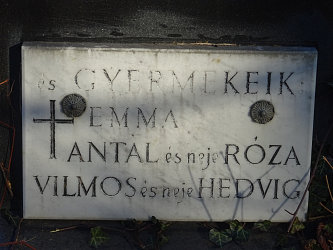 és GYERMEKEIK:
EMMA
ANTAL és neje RÓZA
VILMOS és neje HEDVIG